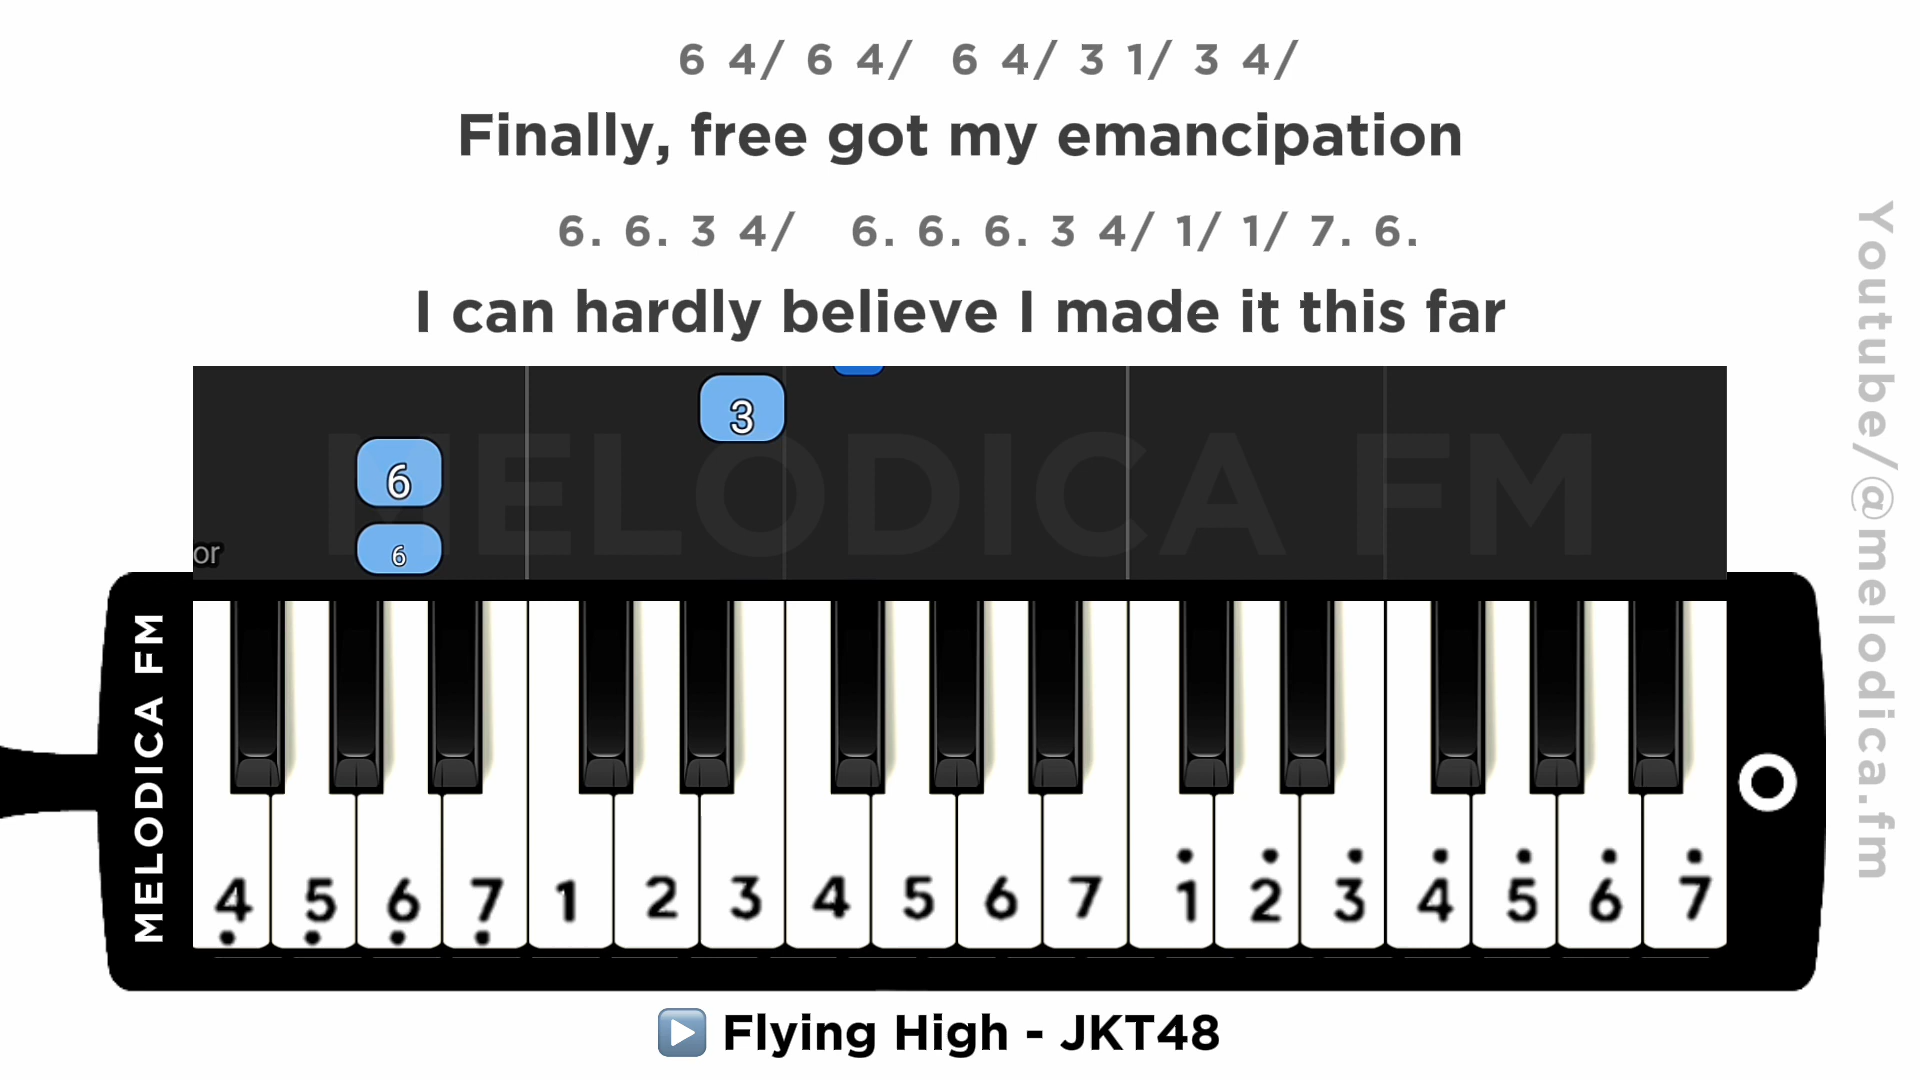 6 4/ 6 4/ 6 4/ 3 1/ 3 4/
Finally, free got my emancipation
6. 6. 3 4/ 6. 6. 6. 3 4/ 1/ 1/ 7. 6.
I can hardly believe I made it this far
3
6
6
or
MELODICA FM
MELODICA FM
4 5 6 7 1 2 3 4 5 6 7 1 2 3 4 5 6 7
Flying High - JKT48
Youtube/@melodica.fm